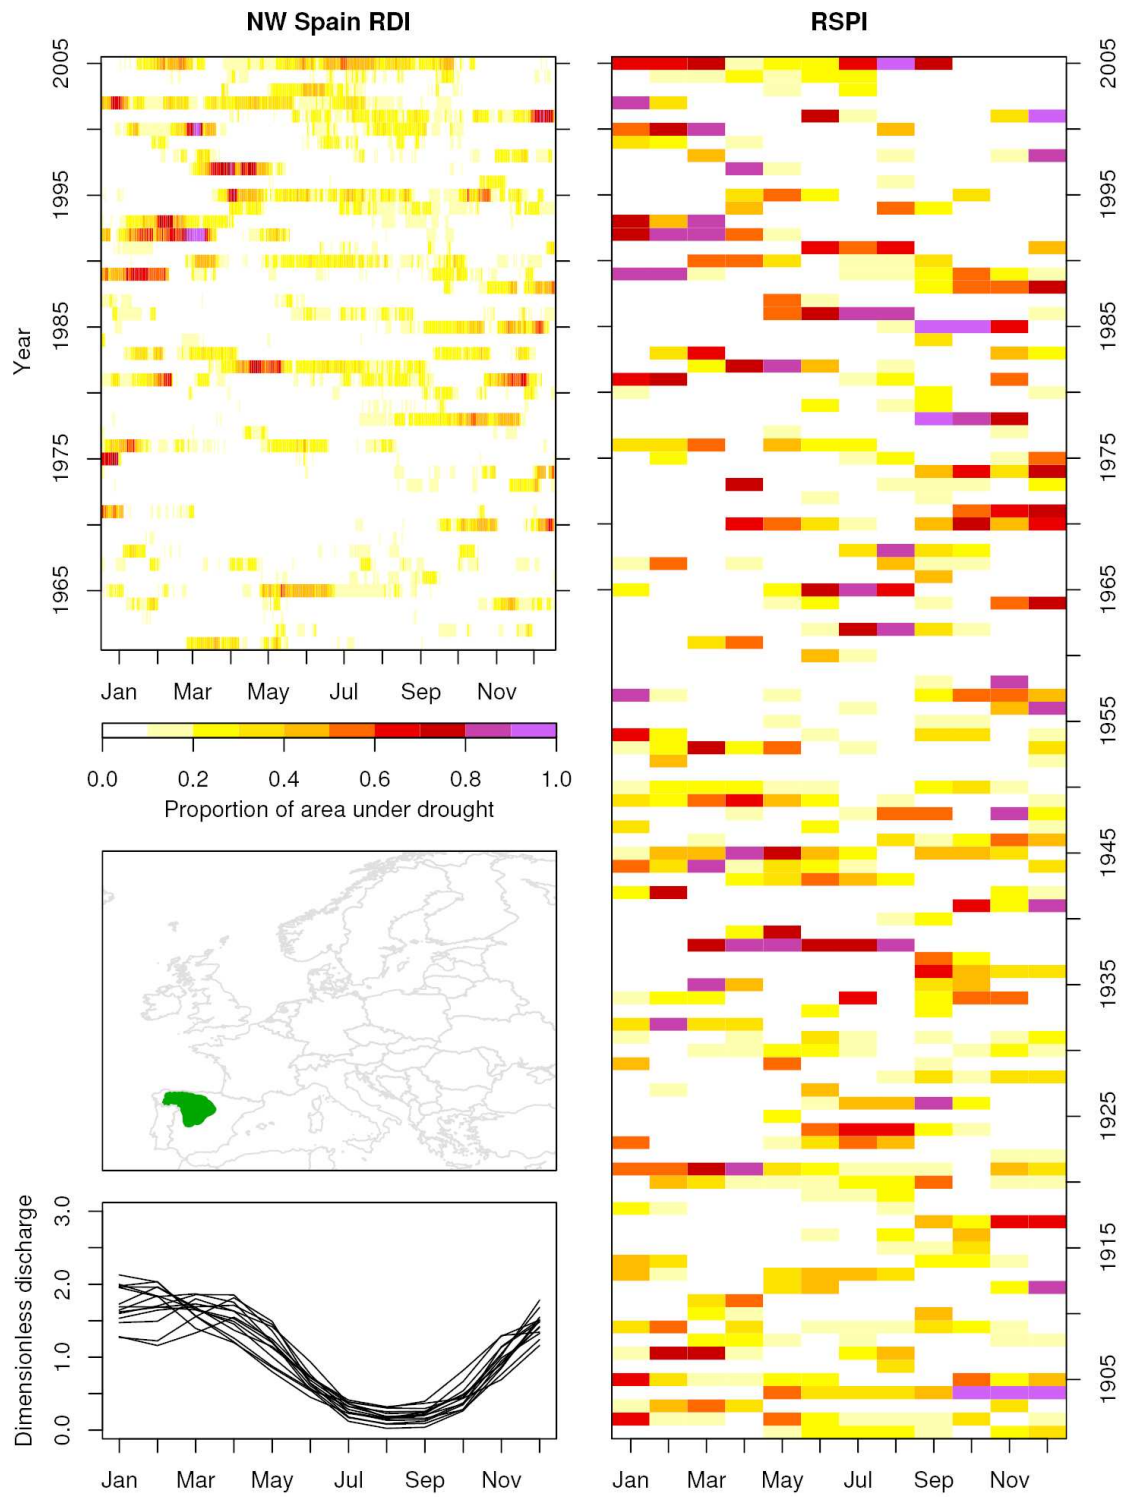 NW Spain RDI
Year
2005
1995
1985
1975
1965
Jan Mar May Jul Sep Nov
0.0 0.2 0.4 0.6 0.8 1.0
Proportion of area under drought
Dimensionless discharge
3.0
2.0
1.0
0.0
Jan Mar May Jul Sep Nov
RSPI
2005
1995
1985
1975
1965
1955
1945
1935
1925
1915
1905
Jan Mar May Jul Sep Nov